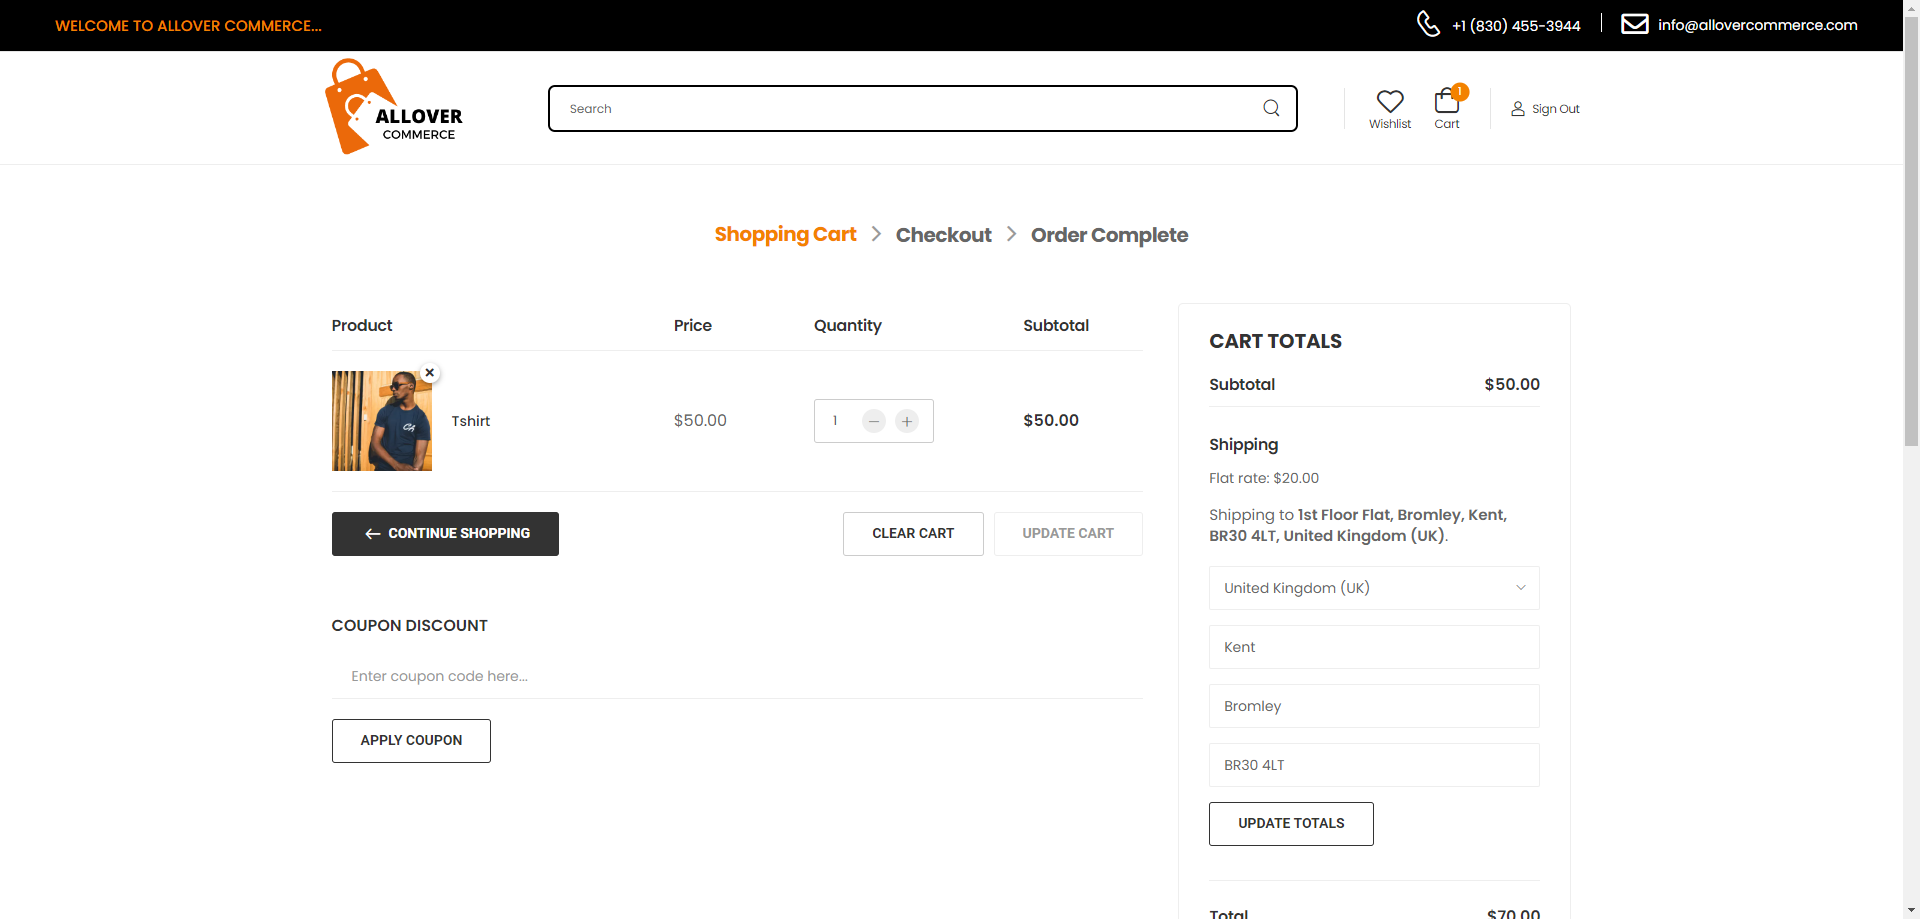 WELCOME TO ALLOVER COMMERCE...
+1 (830) 455-3944
info@allovercommerce.com
ALLOVER
COMMERCE
Search
Wishlist
1
Cart
Sign Out
Shopping Cart > Checkout > Order Complete
Product Price Quantity Subtotal
Tshirt $50.00 1 − + $50.00
← CONTINUE SHOPPING
CLEAR CART
UPDATE CART
COUPON DISCOUNT
Enter coupon code here...
APPLY COUPON
CART TOTALS
Subtotal $50.00
Shipping
Flat rate: $20.00
Shipping to 1st Floor Flat, Bromley, Kent,
BR30 4LT, United Kingdom (UK).
United Kingdom (UK)
Kent
Bromley
BR30 4LT
UPDATE TOTALS
Total $70.00